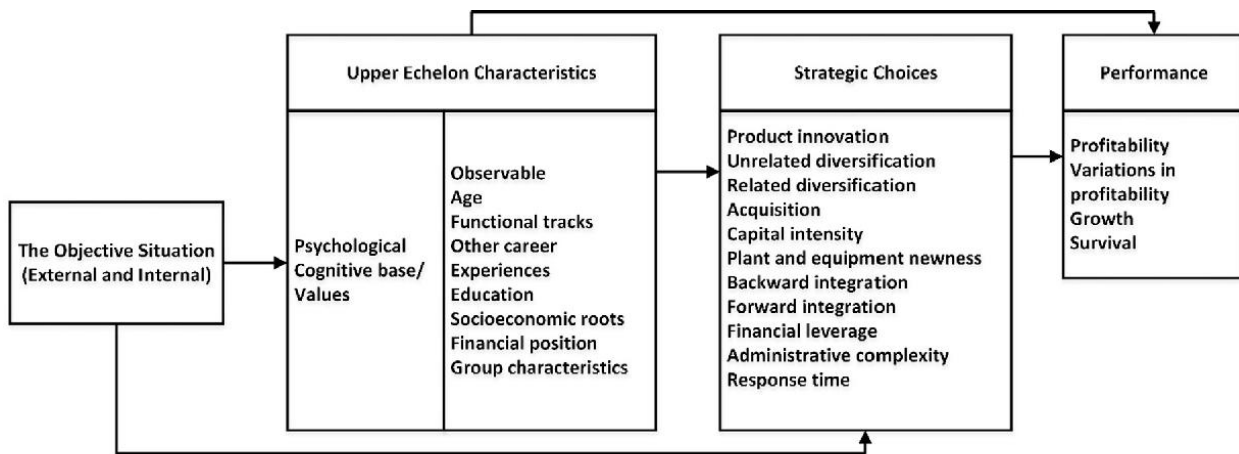 The Objective Situation
(External and Internal)
Upper Echelon Characteristics
Psychological
Cognitive base/
Values
Observable
Age
Functional tracks
Other career
Experiences
Education
Socioeconomic roots
Financial position
Group characteristics
Strategic Choices
Product innovation
Unrelated diversification
Related diversification
Acquisition
Capital intensity
Plant and equipment newness
Backward integration
Forward integration
Financial leverage
Administrative complexity
Response time
Performance
Profitability
Variations in
profitability
Growth
Survival